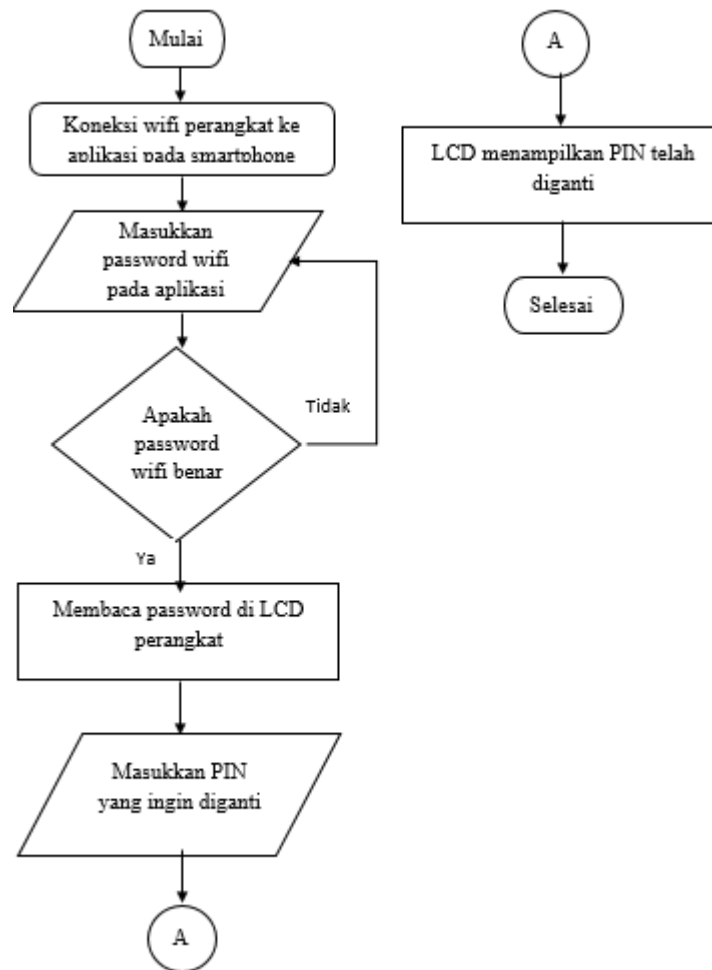 Mulai
Koneksi wifi perangkat ke
aplikasi pada smartphone
Masukkan
password wifi
pada aplikasi
Apakah
password
wifi benar
Tidak
Ya
Membaca password di LCD
perangkat
Masukkan PIN
yang ingin diganti
A
A
LCD menampilkan PIN telah
diganti
Selesai